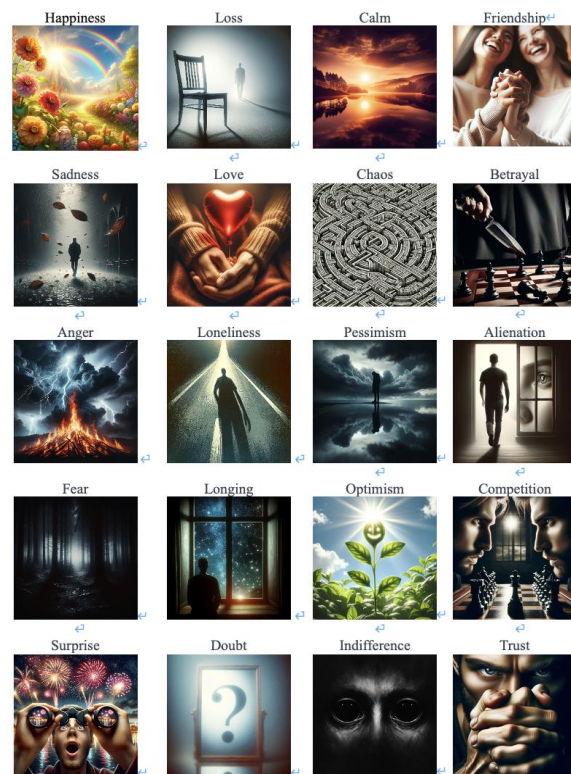 Happiness Loss Calm Friendship
Sadness Love Chaos Betrayal
Anger Loneliness Pessimism Alienation
Fear Longing Optimism Competition
Surprise Doubt Indifference Trust
?